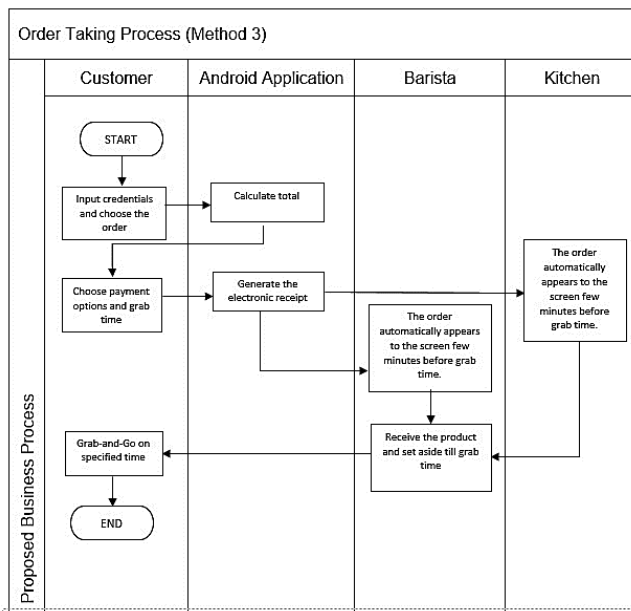 Order Taking Process (Method 3)
Customer
Android Application
Barista
Kitchen
Proposed Business Process
START
Input credentials
and choose the
order
Calculate total
Choose payment
options and grab
time
Generate the
electronic receipt
The order
automatically
appears to the
screen few
minutes before
grab time.
The order
automatically appears
to the screen few
minutes before grab
time.
Receive the product
and set aside till grab
time
Grab-and-Go on
specified time
END